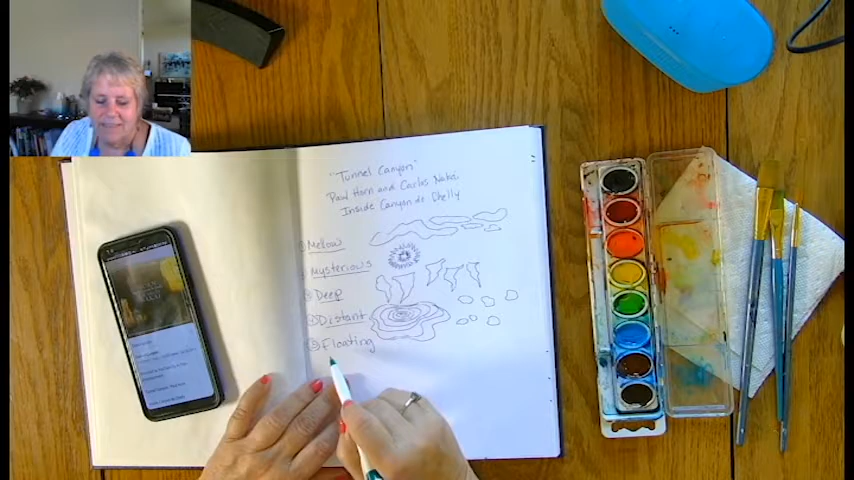 "Tunnel Canyon"
Paul Horn and Carlos Nakai
Inside Canyon de Chelly
① Mellow
Mysterious
③ Deep
④ Distant
⑤ Floating